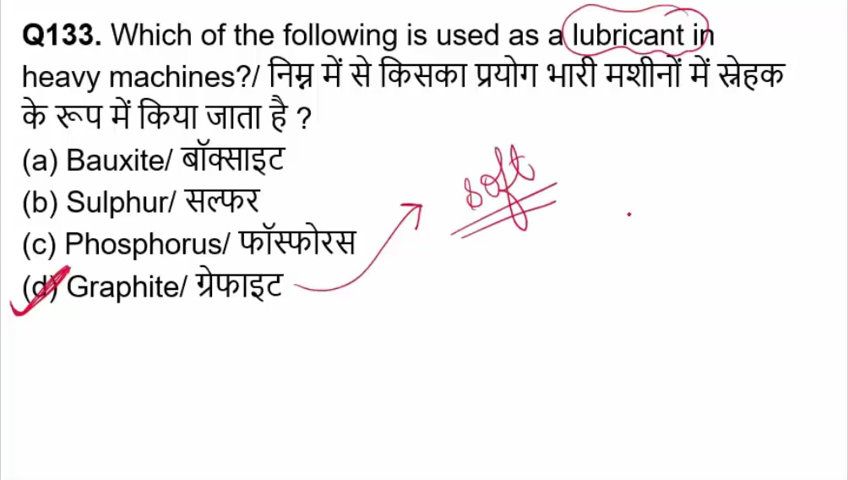 Q133. Which of the following is used as a lubricant in
heavy machines?/ निम्न में से किसका प्रयोग भारी मशीनों में स्नेहक
के रूप में किया जाता है ?
(a) Bauxite/ बॉक्साइट
(b) Sulphur/ सल्फर
(c) Phosphorus/ फॉस्फोरस
(d) Graphite/ ग्रेफाइट
soft